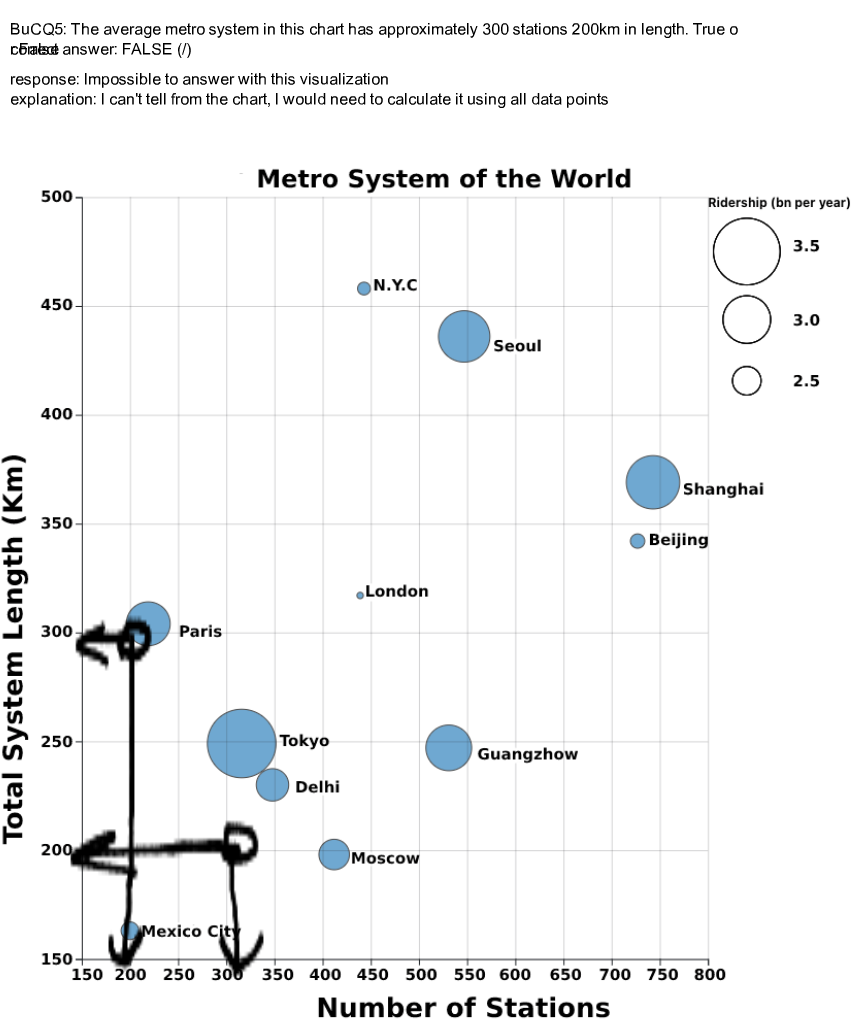 BuCQ5: The average metro system in this chart has approximately 300 stations 200km in length. True o
correct answer: FALSE (/)
response: Impossible to answer with this visualization
explanation: I can't tell from the chart, I would need to calculate it using all data points
Metro System of the World
Ridership (bn per year)
3.5
3.0
2.5
500
450
400
350
300
250
200
150
Total System Length (Km)
N.Y.C
Seoul
Shanghai
Beijing
London
Paris
Tokyo
Guangzhow
Delhi
Moscow
Mexico City
150 200 250 300 350 400 450 500 550 600 650 700 750 800
Number of Stations